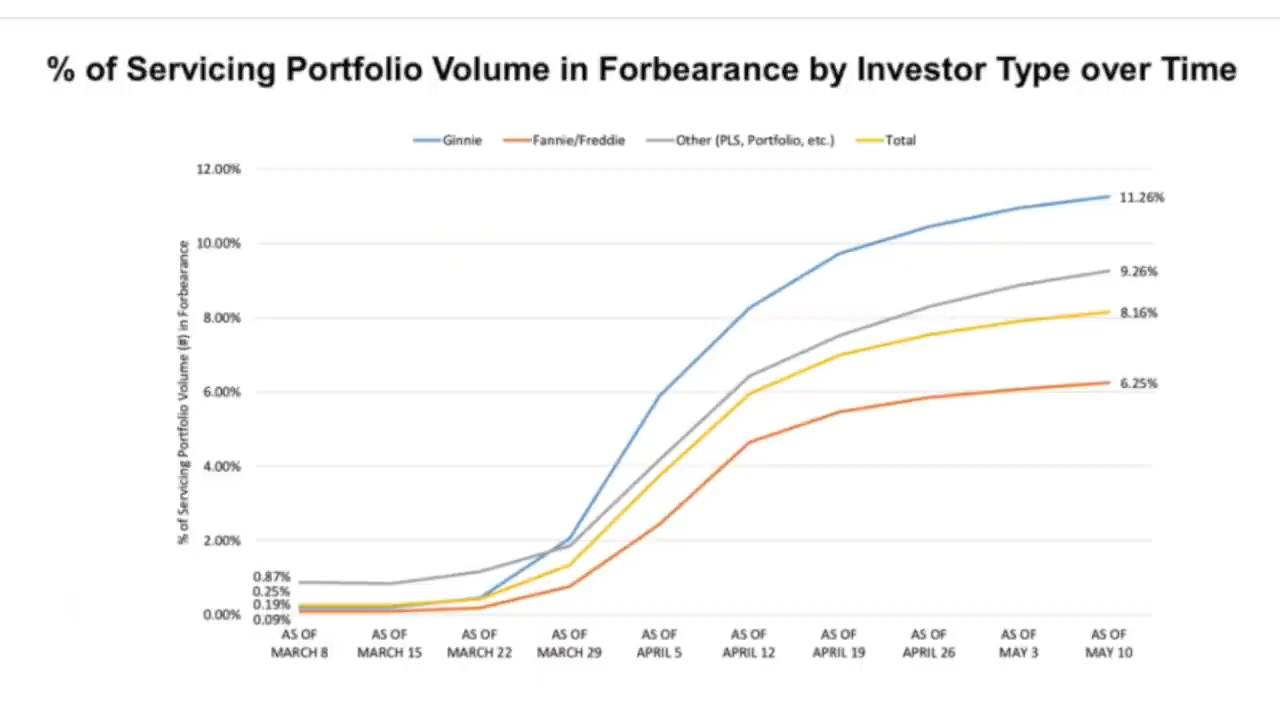 % of Servicing Portfolio Volume in Forbearance by Investor Type over Time
Ginnie Fannie/Freddie Other (PLS, Portfolio, etc.) Total
% of Servicing Portfolio Volume (#) in Forbearance
12.00%
10.00%
8.00%
6.00%
4.00%
2.00%
0.00%
11.26%
9.26%
8.16%
6.25%
0.87%
0.25%
0.19%
0.09%
AS OF MARCH 8
AS OF MARCH 15
AS OF MARCH 22
AS OF MARCH 29
AS OF APRIL 5
AS OF APRIL 12
AS OF APRIL 19
AS OF APRIL 26
AS OF MAY 3
AS OF MAY 10